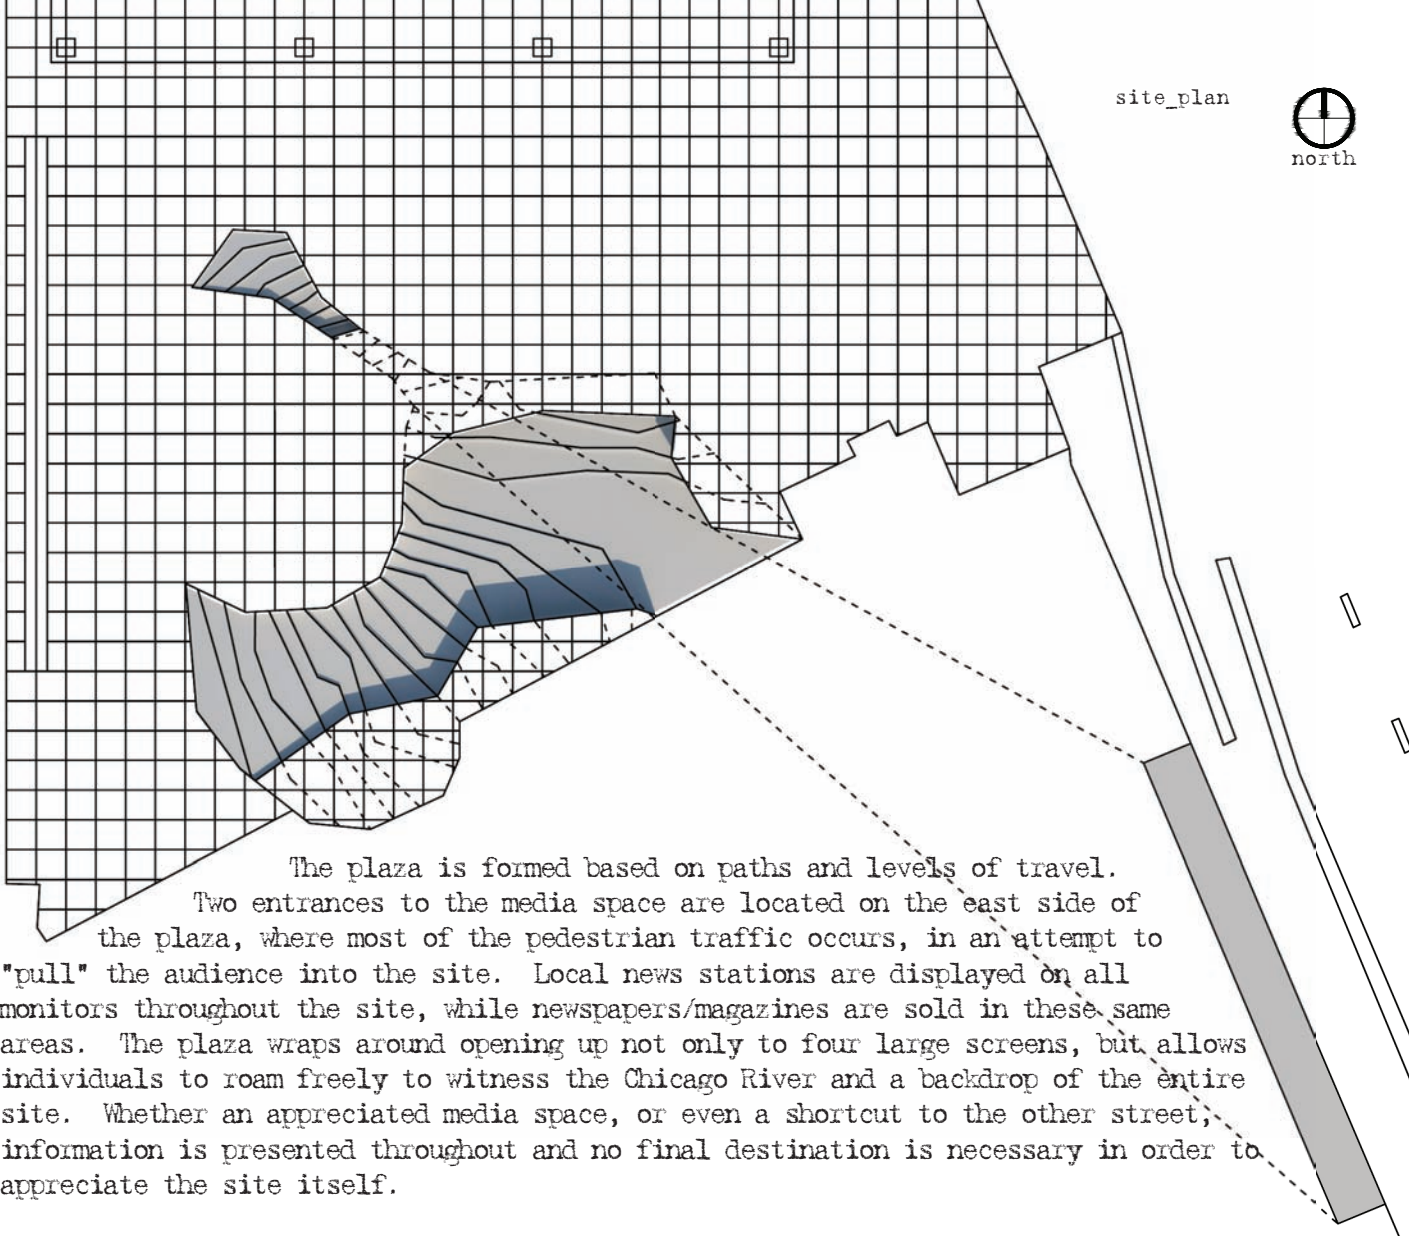 site_plan
north
The plaza is formed based on paths and levels of travel.
Two entrances to the media space are located on the east side of
the plaza, where most of the pedestrian traffic occurs, in an attempt to
"pull" the audience into the site.  Local news stations are displayed on all
monitors throughout the site, while newspapers/magazines are sold in these same
areas.  The plaza wraps around opening up not only to four large screens, but allows
individuals to roam freely to witness the Chicago River and a backdrop of the entire
site.  Whether an appreciated media space, or even a shortcut to the other street,
information is presented throughout and no final destination is necessary in order to
appreciate the site itself.